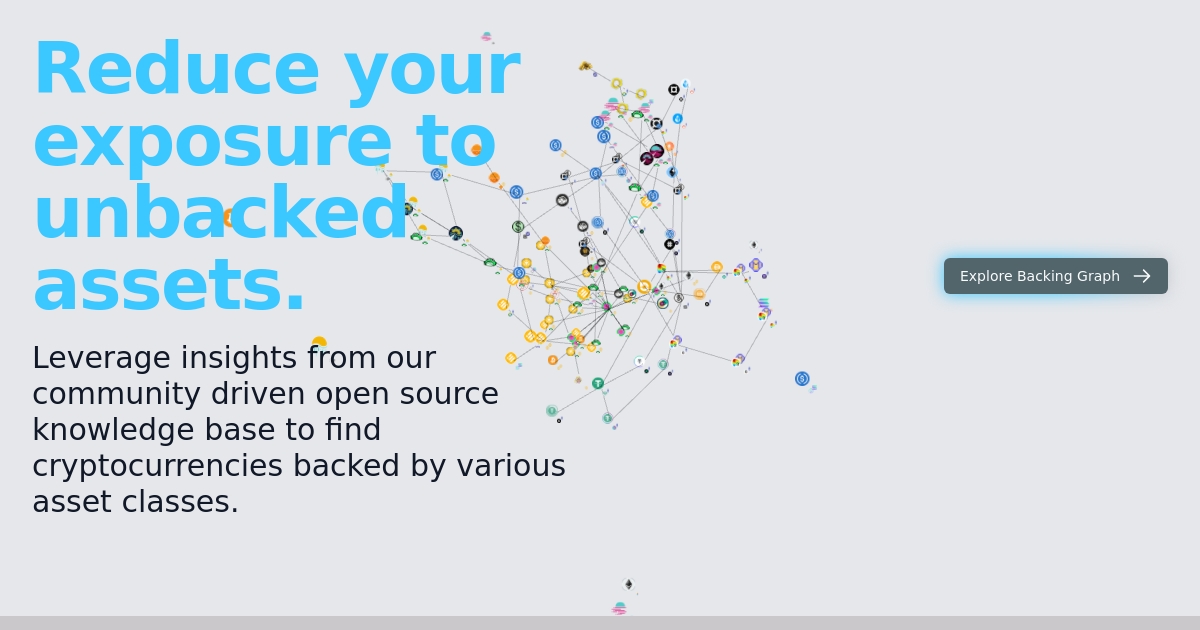 Reduce your
exposure to
unbacked
assets.
Leverage insights from our
community driven open source
knowledge base to find
cryptocurrencies backed by various
asset classes.
Explore Backing Graph